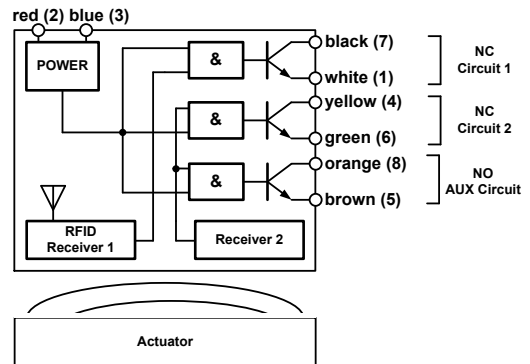 red (2) blue (3)
POWER
&
&
&
black (7)
white (1)
yellow (4)
green (6)
orange (8)
brown (5)
NC
Circuit 1
NC
Circuit 2
NO
AUX Circuit
RFID
Receiver 1
Receiver 2
Actuator